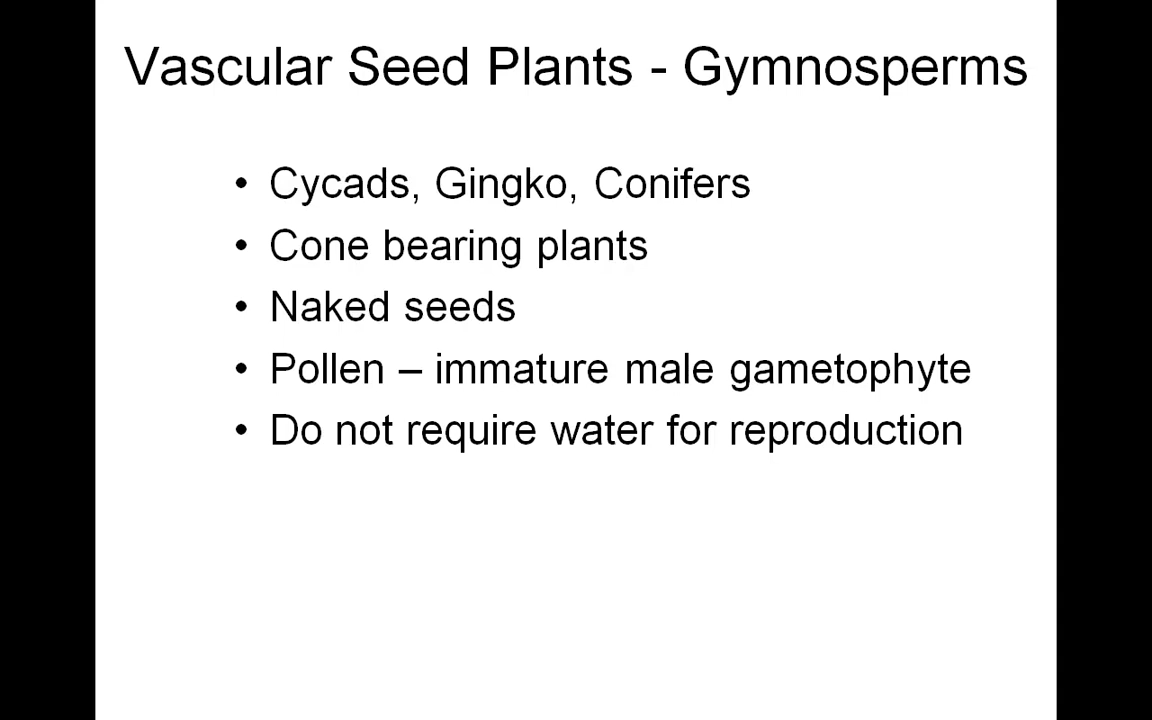 Vascular Seed Plants - Gymnosperms
• Cycads, Gingko, Conifers
• Cone bearing plants
• Naked seeds
• Pollen – immature male gametophyte
• Do not require water for reproduction